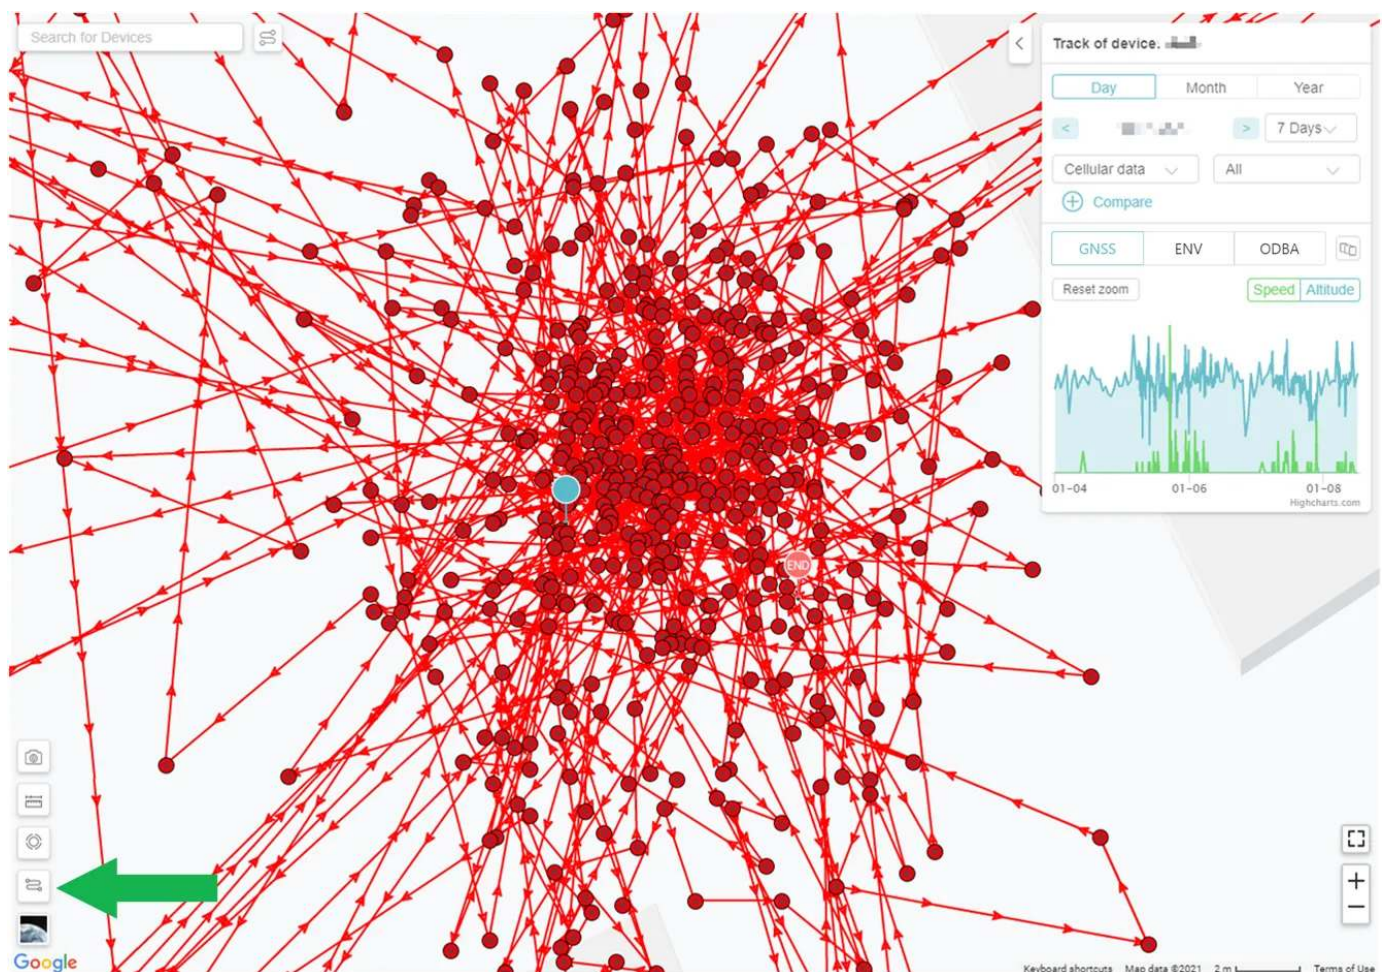 Search for Devices
Track of device.
Day Month Year
< > 7 Days
Cellular data All
Compare
GNSS ENV ODBA
Reset zoom Speed Altitude
01-04 01-06 01-08
Highcharts.com
END
Google
Keyboard shortcuts Map data ©2021 2 m Terms of Use